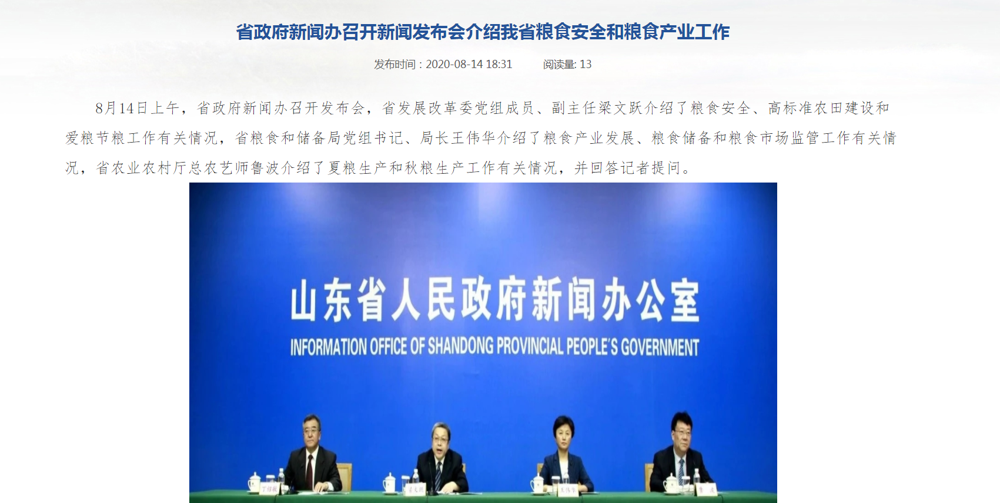 省政府新闻办召开新闻发布会介绍我省粮食安全和粮食产业工作
发布时间：2020-08-14 18:31 阅读量: 13
8月14日上午，省政府新闻办召开发布会，省发展改革委党组成员、副主任梁文跃介绍了粮食安全、高标准农田建设和
爱粮节粮工作有关情况，省粮食和储备局党组书记、局长王伟华介绍了粮食产业发展、粮食储备和粮食市场监管工作有关情
况，省农业农村厅总农艺师鲁波介绍了夏粮生产和秋粮生产工作有关情况，并回答记者提问。
山东省人民政府新闻办公室
INFORMATION OFFICE OF SHANDONG PROVINCIAL PEOPLE'S GOVERNMENT
王伟华
鲁 波